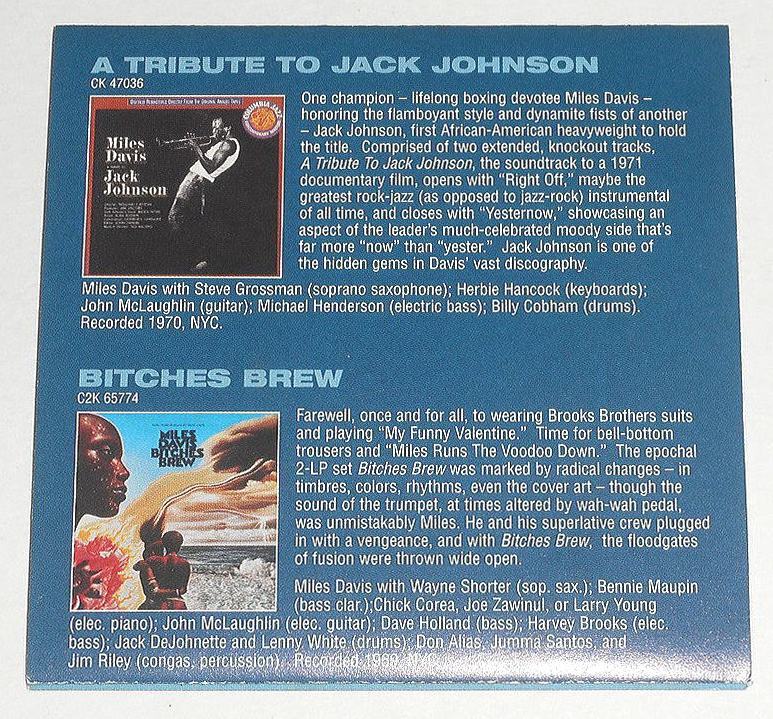 A TRIBUTE TO JACK JOHNSON
CK 47036
DIGITALLY REMASTERED DIRECTLY FROM THE ORIGINAL ANALOG TAPES
COLUMBIA JAZZ
Miles
Davis
Jack
Johnson
One champion – lifelong boxing devotee Miles Davis –
honoring the flamboyant style and dynamite fists of another
– Jack Johnson, first African-American heavyweight to hold
the title. Comprised of two extended, knockout tracks,
A Tribute To Jack Johnson, the soundtrack to a 1971
documentary film, opens with “Right Off,” maybe the
greatest rock-jazz (as opposed to jazz-rock) instrumental
of all time, and closes with “Yesternow,” showcasing an
aspect of the leader's much-celebrated moody side that's
far more “now” than “yester.” Jack Johnson is one of
the hidden gems in Davis' vast discography.
Miles Davis with Steve Grossman (soprano saxophone); Herbie Hancock (keyboards);
John McLaughlin (guitar); Michael Henderson (electric bass); Billy Cobham (drums).
Recorded 1970, NYC.
BITCHES BREW
C2K 65774
MILES
DAVIS
BITCHES
BREW
Farewell, once and for all, to wearing Brooks Brothers suits
and playing “My Funny Valentine.” Time for bell-bottom
trousers and “Miles Runs The Voodoo Down.” The epochal
2-LP set Bitches Brew was marked by radical changes – in
timbres, colors, rhythms, even the cover art – though the
sound of the trumpet, at times altered by wah-wah pedal,
was unmistakably Miles. He and his superlative crew plugged
in with a vengeance, and with Bitches Brew, the floodgates
of fusion were thrown wide open.
Miles Davis with Wayne Shorter (sop. sax.); Bennie Maupin
(bass clar.);Chick Corea, Joe Zawinul, or Larry Young
(elec. piano); John McLaughlin (elec. guitar); Dave Holland (bass); Harvey Brooks (elec.
bass); Jack DeJohnette and Lenny White (drums); Don Alias, Jumma Santos, and
Jim Riley (congas, percussion). Recorded 1969, NYC.